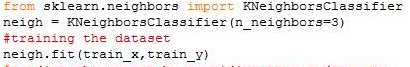 from sklearn.neighbors import KNeighborsClassifier
neigh = KNeighborsClassifier(n_neighbors=3)
#training the dataset
neigh.fit(train_x,train_y)